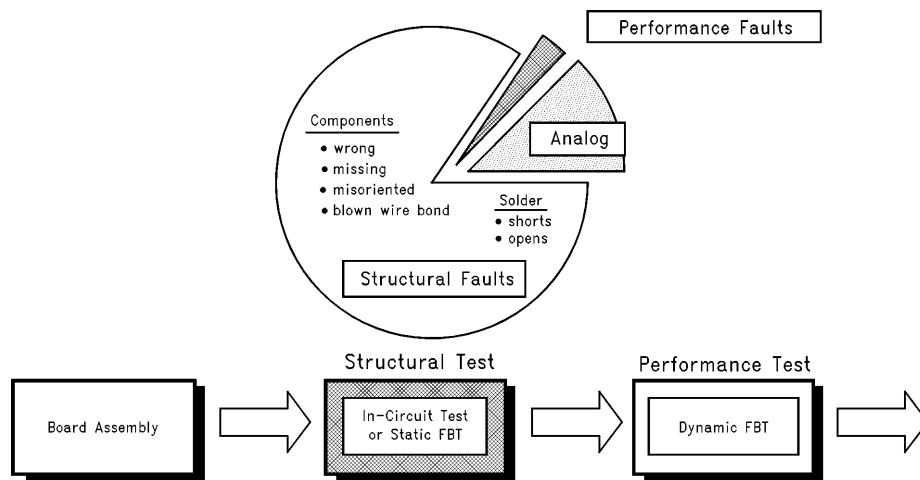 Performance Faults
Components
• wrong
• missing
• misoriented
• blown wire bond
Analog
Solder
• shorts
• opens
Structural Faults
Structural Test
Performance Test
Board Assembly
In-Circuit Test
or Static FBT
Dynamic FBT